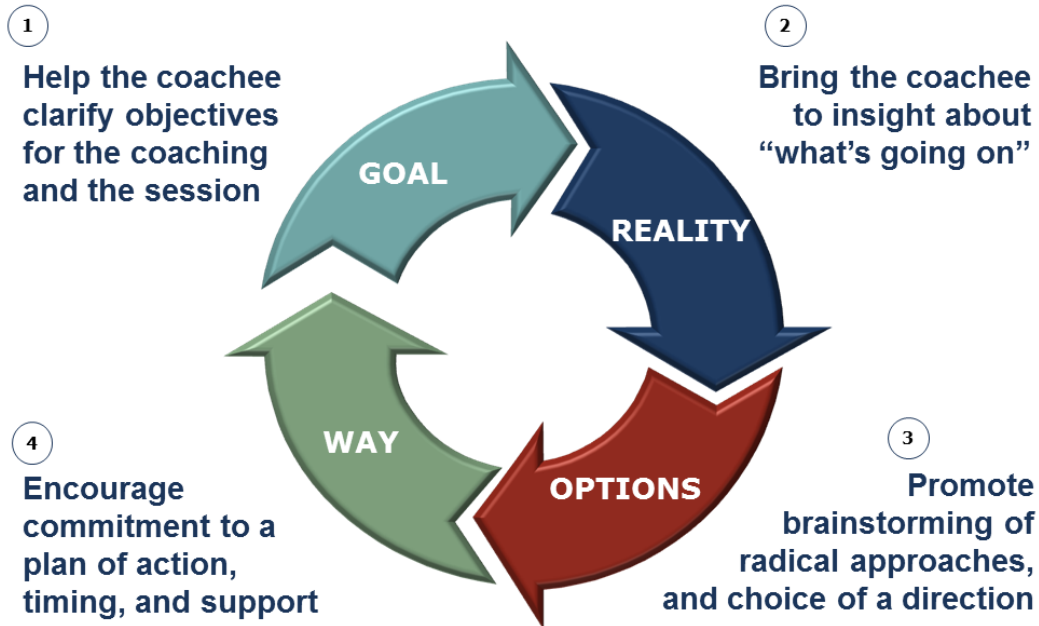 1
Help the coachee
clarify objectives
for the coaching
and the session
GOAL
2
Bring the coachee
to insight about
“what’s going on”
REALITY
3
Promote
brainstorming of
radical approaches,
and choice of a direction
OPTIONS
4
Encourage
commitment to a
plan of action,
timing, and support
WAY